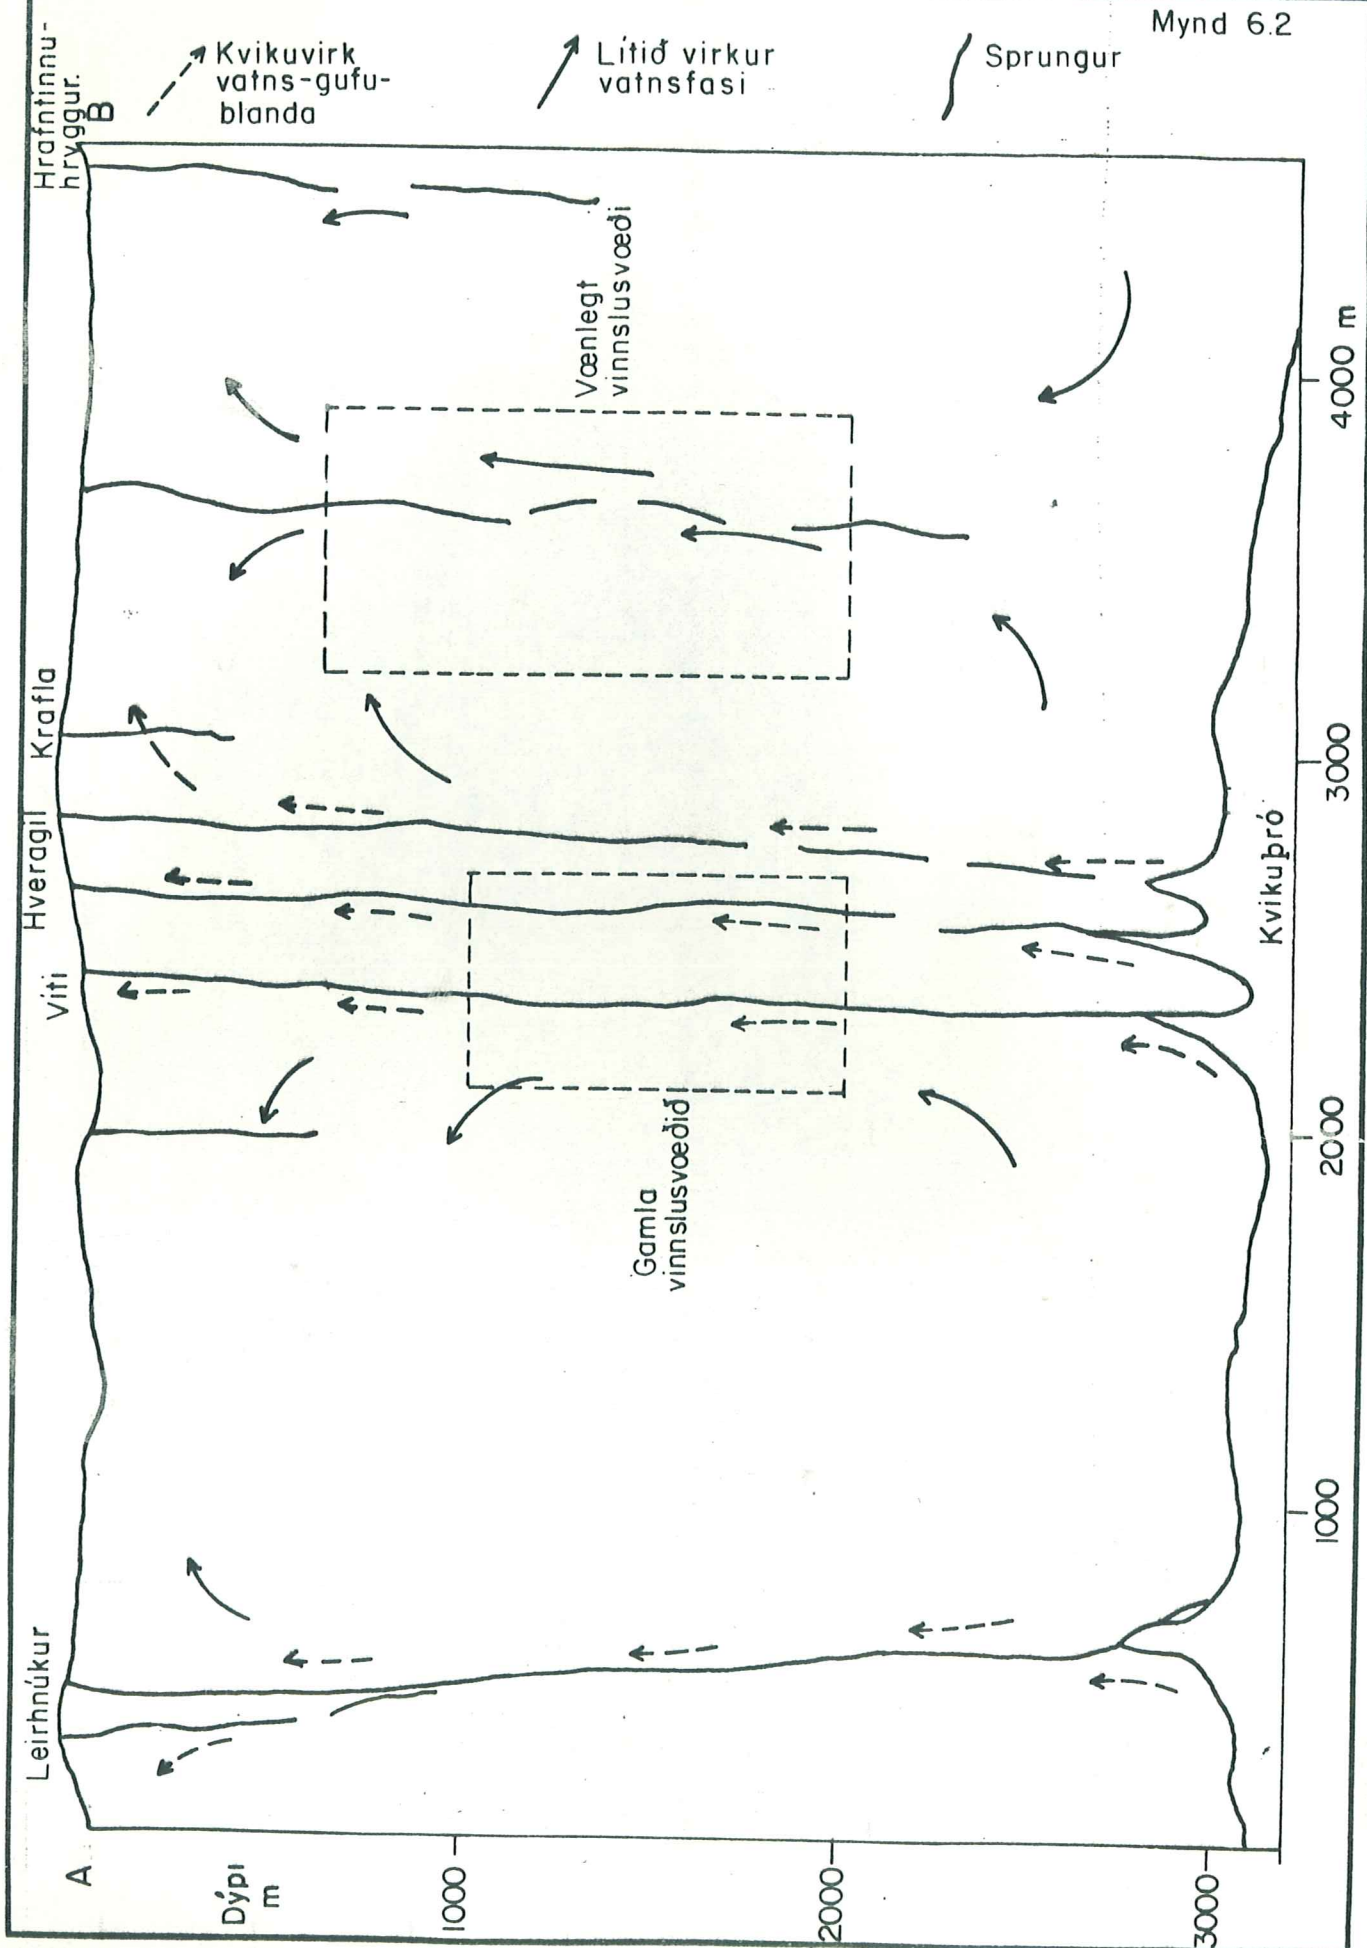 Mynd 6.2
Kvikuvirk
vatns-gufu-
blanda
Lítið virkur
vatnsfasi
Sprungur
A
Leirhnúkur
Víti
Hveragil
Krafla
Hrafntinnu-
hryggur.
B
Dýpi
m
1000
2000
3000
Gamla
vinnslusvæðið
Vænlegt
vinnslusvæði
Kvikuþró
1000
2000
3000
4000 m